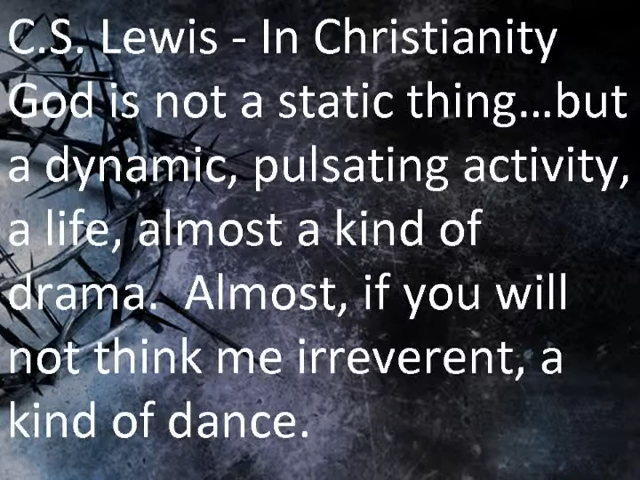 C.S. Lewis - In Christianity
God is not a static thing…but
a dynamic, pulsating activity,
a life, almost a kind of
drama.  Almost, if you will
not think me irreverent, a
kind of dance.